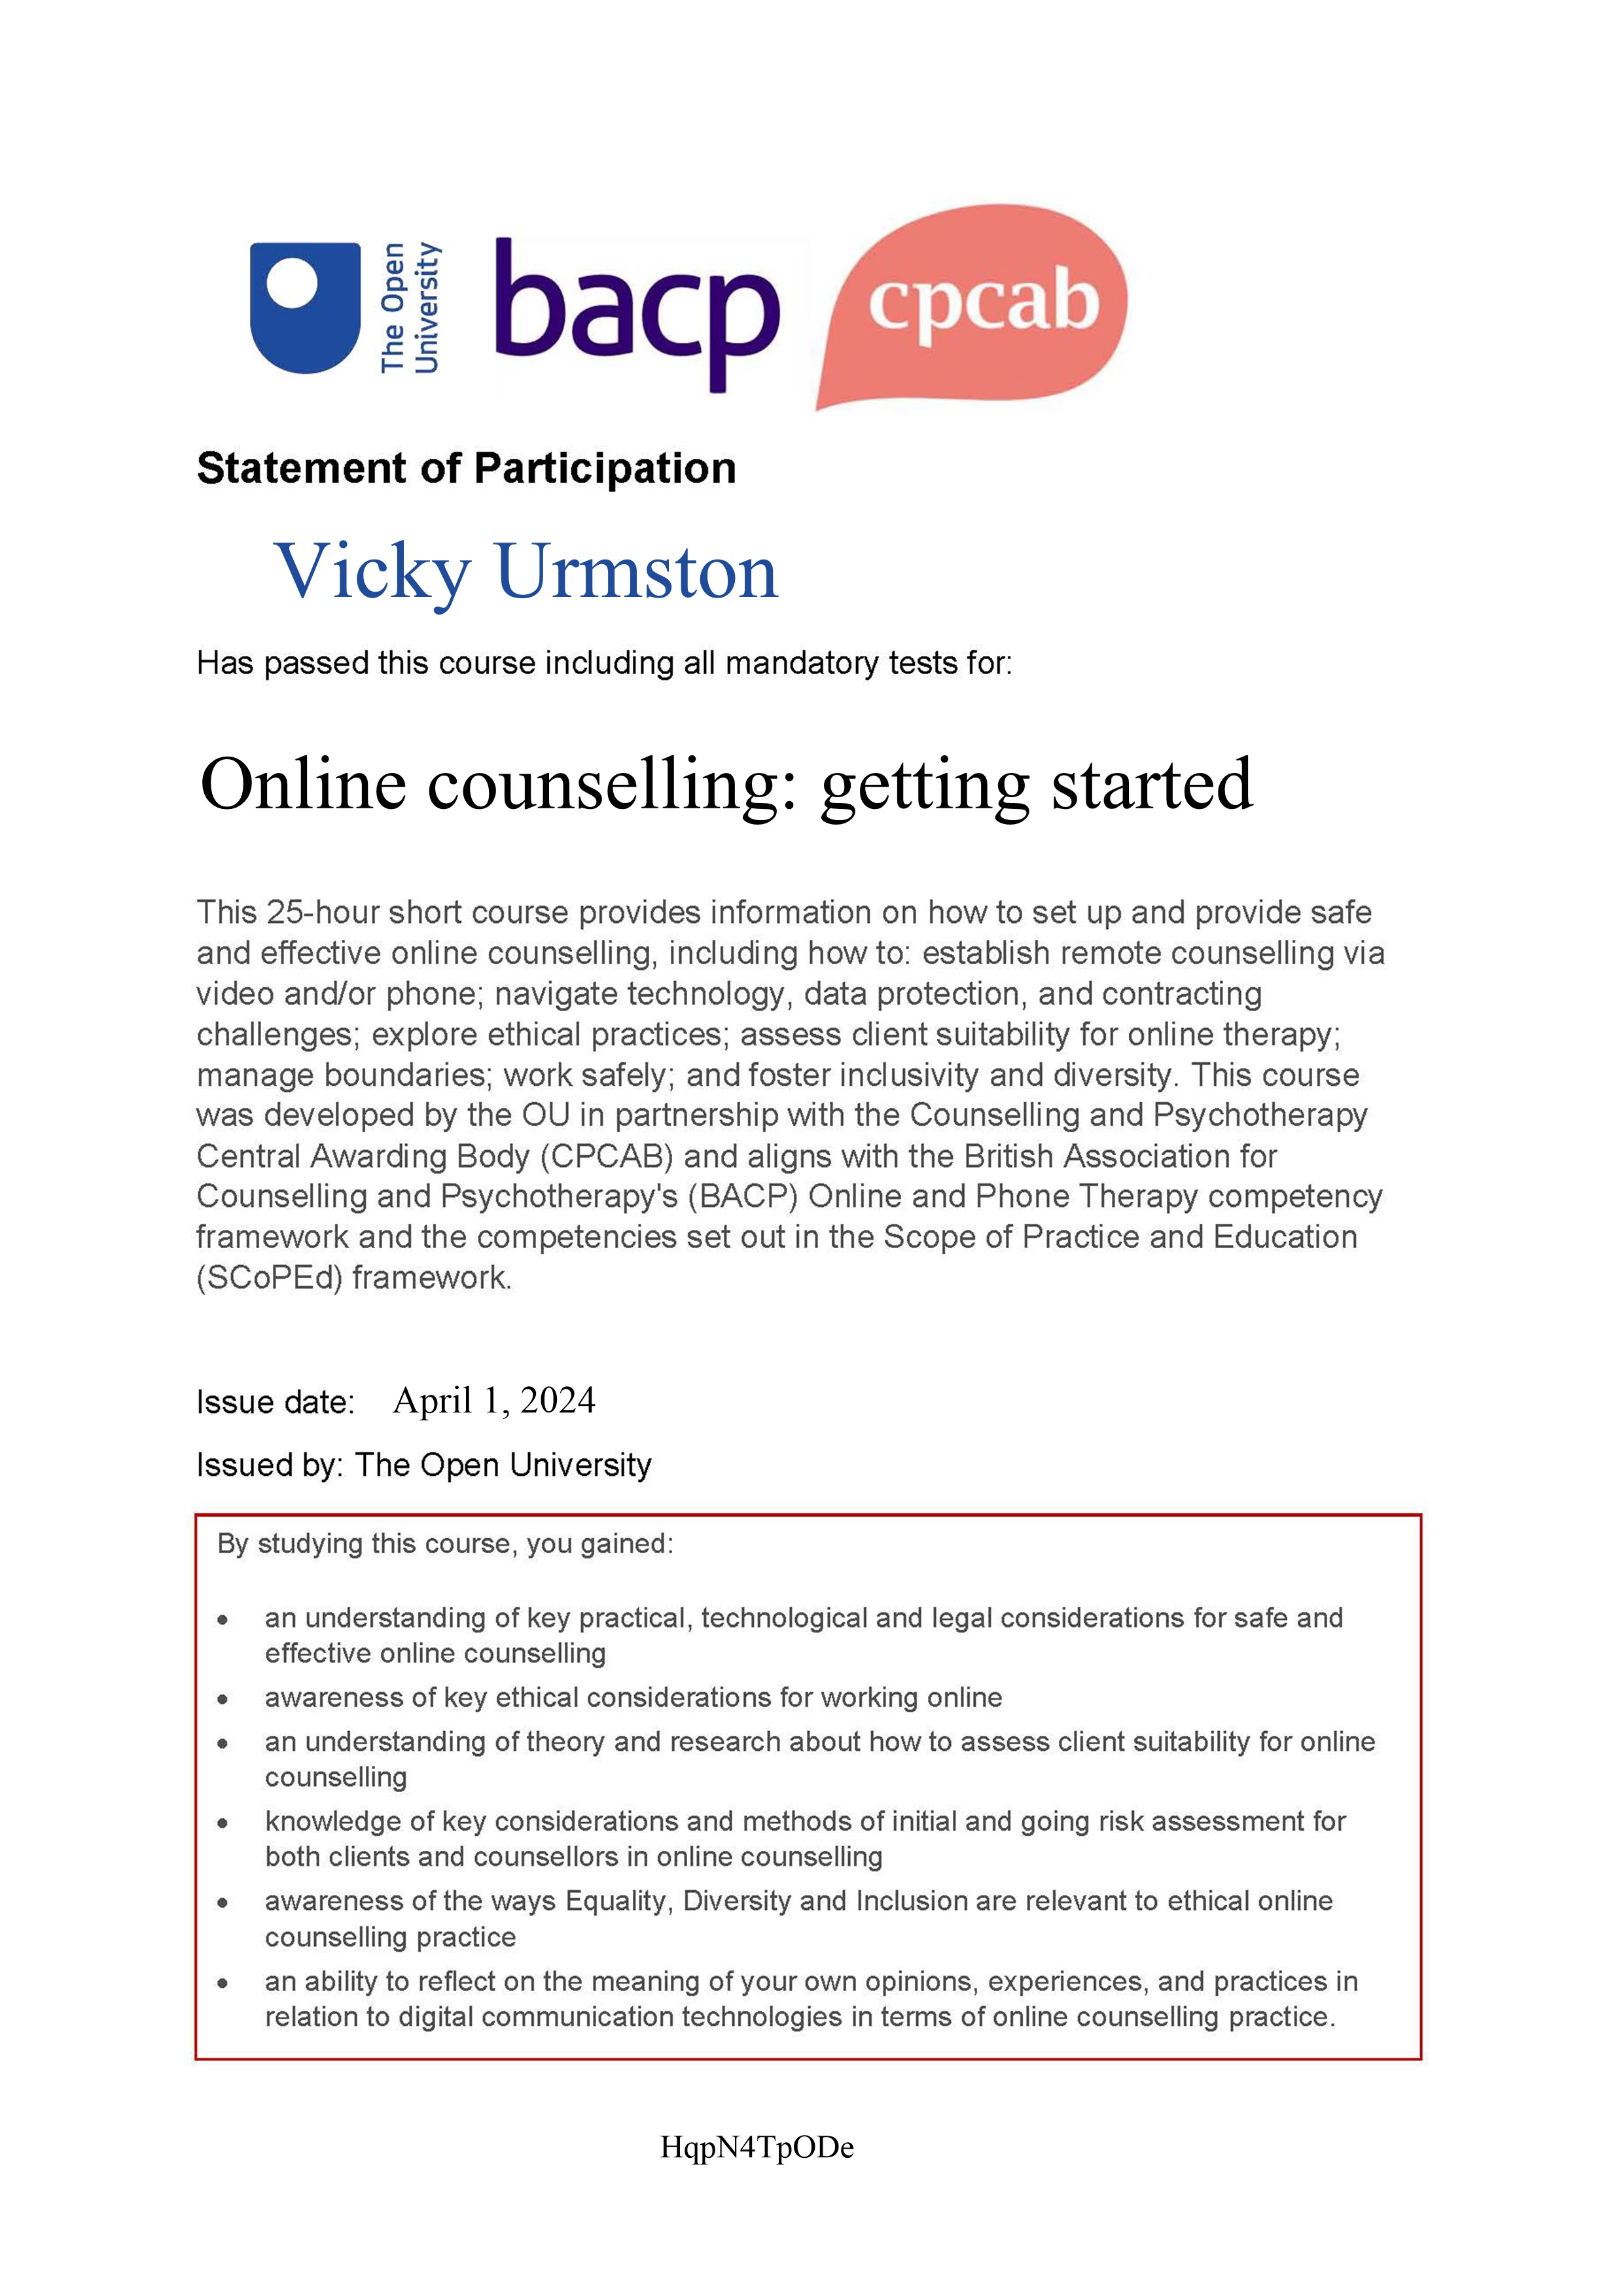 The Open
University
bacp
cpcab
Statement of Participation
Vicky Urmston
Has passed this course including all mandatory tests for:
Online counselling: getting started
This 25-hour short course provides information on how to set up and provide safe
and effective online counselling, including how to: establish remote counselling via
video and/or phone; navigate technology, data protection, and contracting
challenges; explore ethical practices; assess client suitability for online therapy;
manage boundaries; work safely; and foster inclusivity and diversity. This course
was developed by the OU in partnership with the Counselling and Psychotherapy
Central Awarding Body (CPCAB) and aligns with the British Association for
Counselling and Psychotherapy's (BACP) Online and Phone Therapy competency
framework and the competencies set out in the Scope of Practice and Education
(SCoPEd) framework.
Issue date: April 1, 2024
Issued by: The Open University
By studying this course, you gained:
• an understanding of key practical, technological and legal considerations for safe and
effective online counselling
• awareness of key ethical considerations for working online
• an understanding of theory and research about how to assess client suitability for online
counselling
• knowledge of key considerations and methods of initial and going risk assessment for
both clients and counsellors in online counselling
• awareness of the ways Equality, Diversity and Inclusion are relevant to ethical online
counselling practice
• an ability to reflect on the meaning of your own opinions, experiences, and practices in
relation to digital communication technologies in terms of online counselling practice.
HqpN4TpODe